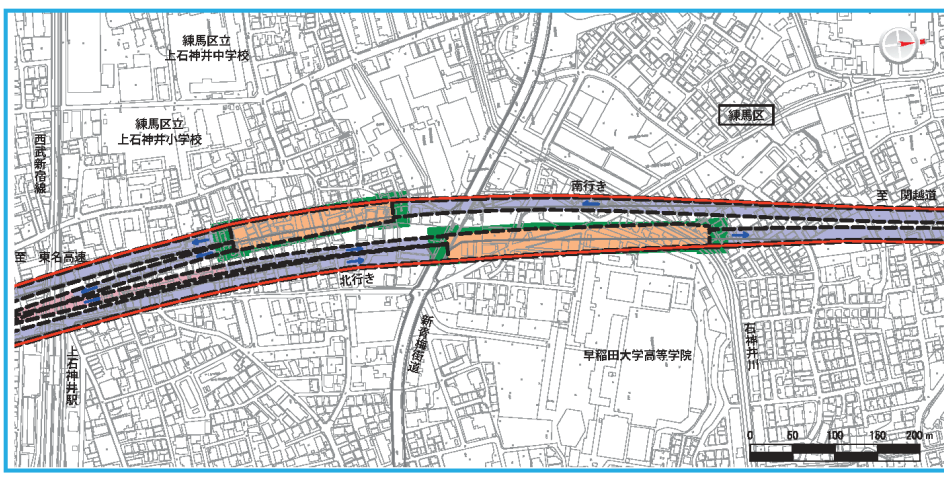 練馬区立
上石神井中学校
練馬区
練馬区立
上石神井小学校
西武新宿線
南行き
至 関越道
至 東名高速
北行き
新青梅街道
上石神井駅
早稲田大学高等学院
石神井川
0 50 100 150 200 m